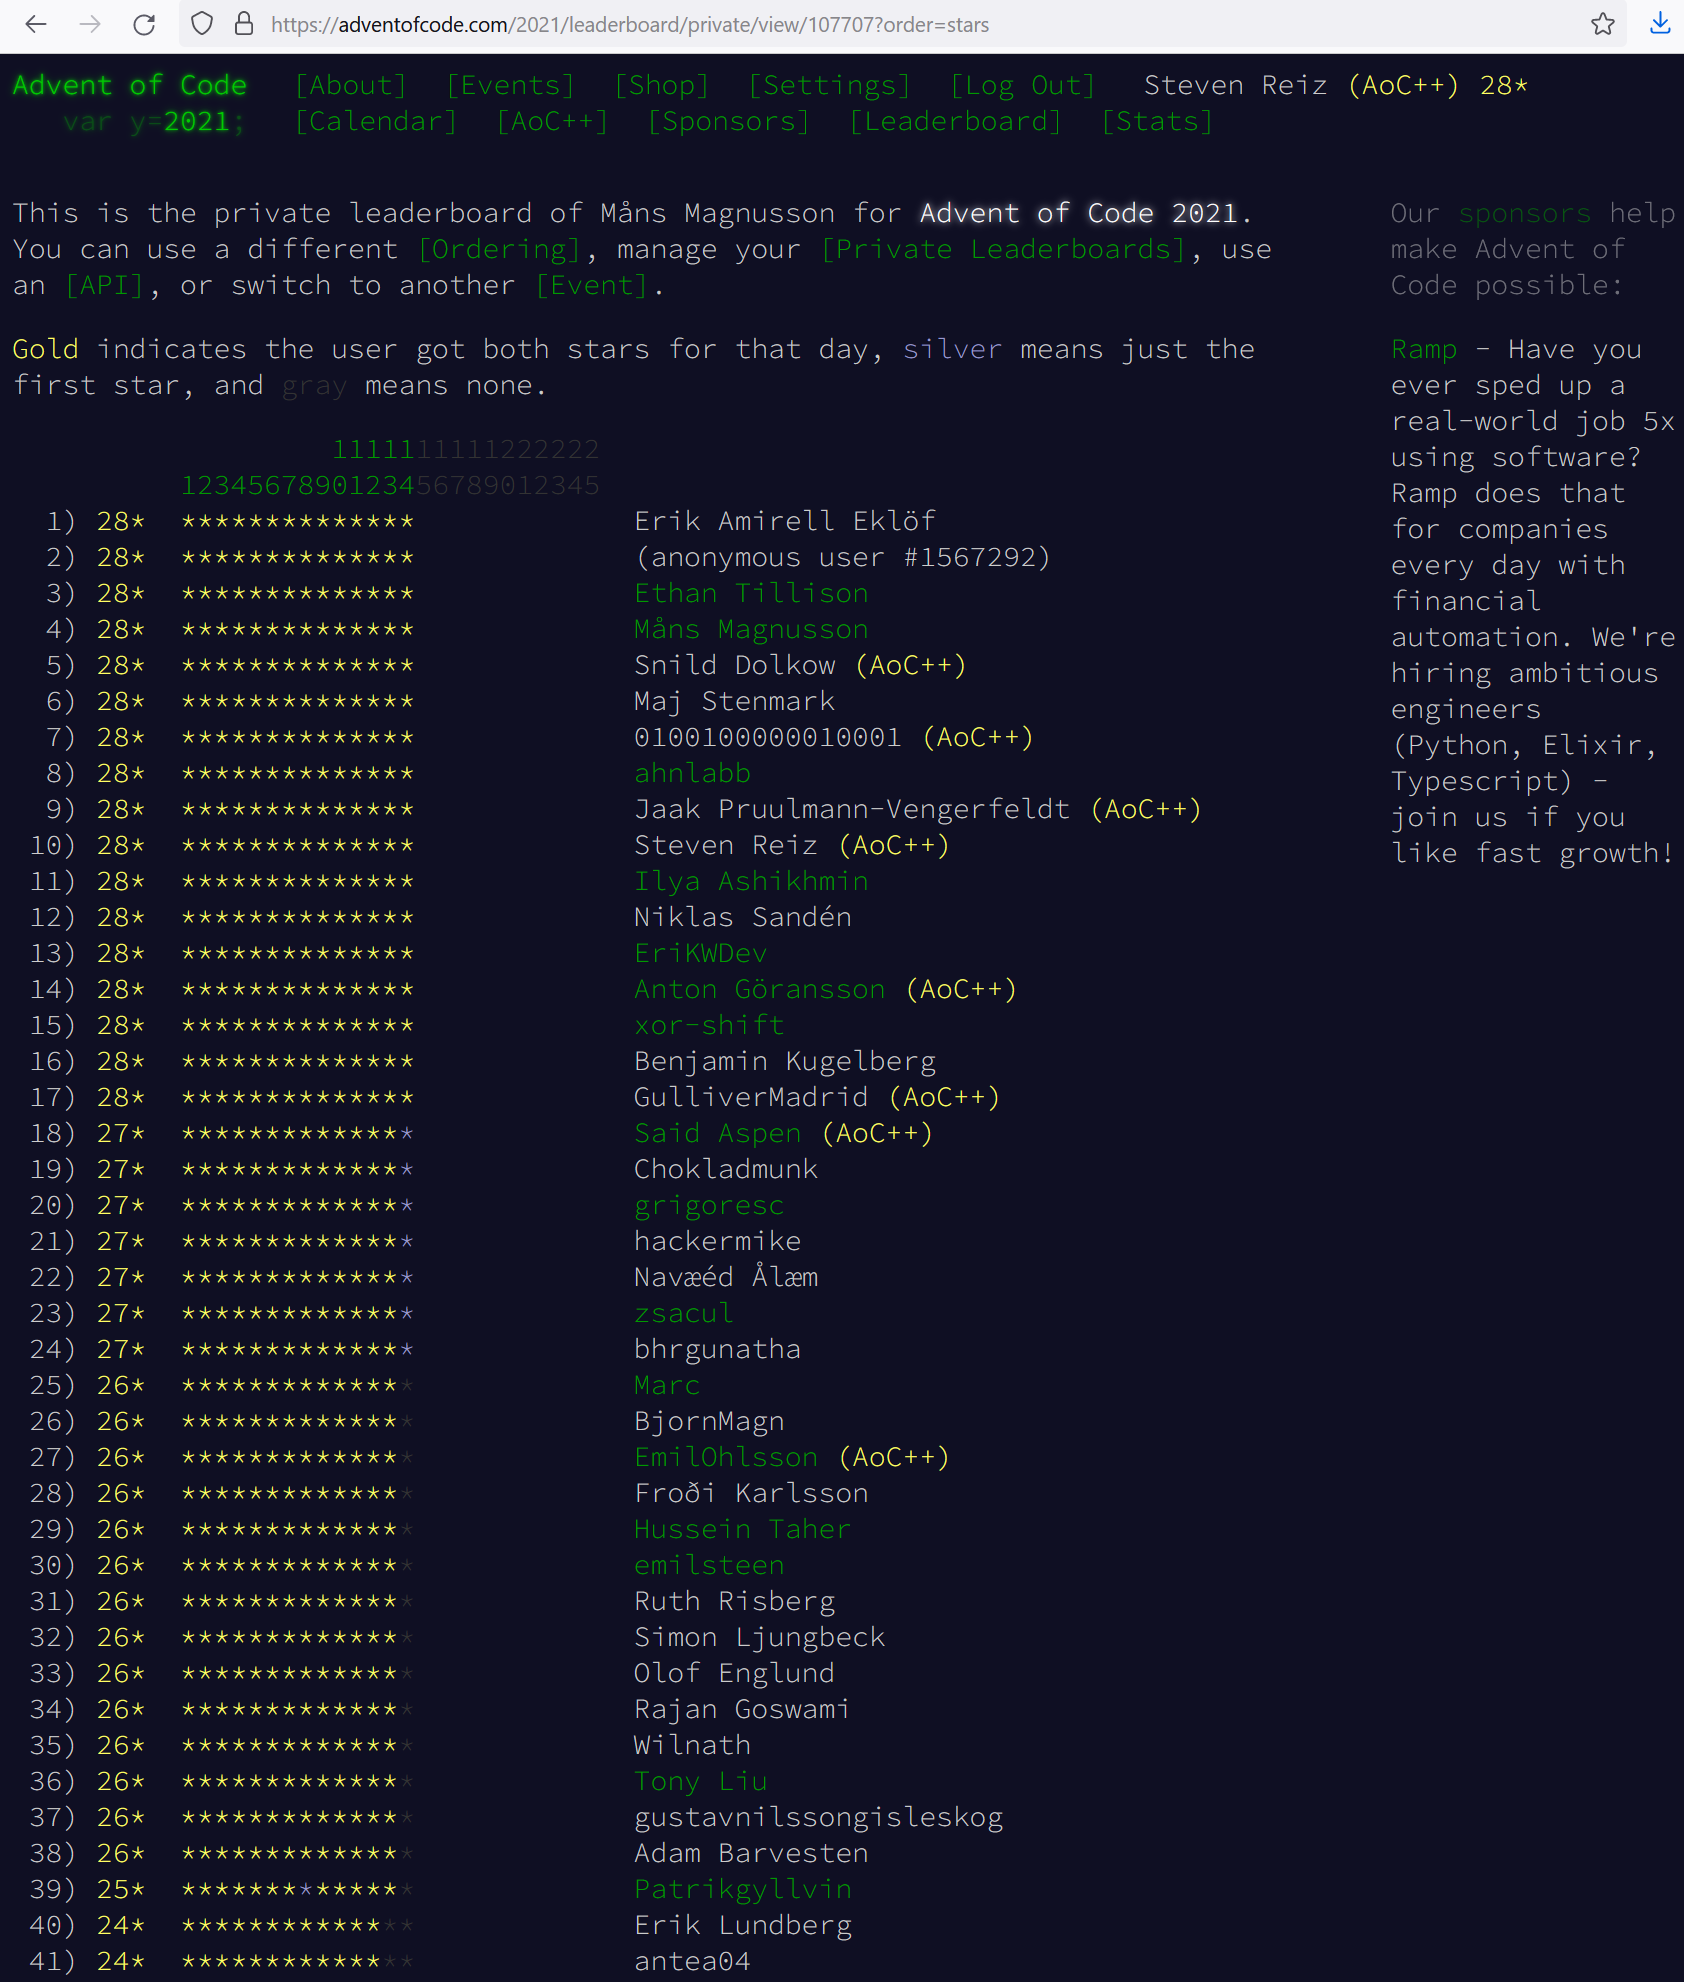 https://adventofcode.com/2021/leaderboard/private/view/107707?order=stars
Advent of Code [About] [Events] [Shop] [Settings] [Log Out] Steven Reiz (AoC++) 28*
var y=2021; [Calendar] [AoC++] [Sponsors] [Leaderboard] [Stats]
This is the private leaderboard of Måns Magnusson for Advent of Code 2021.
You can use a different [Ordering], manage your [Private Leaderboards], use
an [API], or switch to another [Event].
Gold indicates the user got both stars for that day, silver means just the
first star, and gray means none.
1111111111222222
1234567890123456789012345
1) 28* ************** Erik Amirell Eklöf
2) 28* ************** (anonymous user #1567292)
3) 28* ************** Ethan Tillison
4) 28* ************** Måns Magnusson
5) 28* ************** Snild Dolkow (AoC++)
6) 28* ************** Maj Stenmark
7) 28* ************** 0100100000010001 (AoC++)
8) 28* ************** ahnlabb
9) 28* ************** Jaak Pruulmann-Vengerfeldt (AoC++)
10) 28* ************** Steven Reiz (AoC++)
11) 28* ************** Ilya Ashikhmin
12) 28* ************** Niklas Sandén
13) 28* ************** EriKWDev
14) 28* ************** Anton Göransson (AoC++)
15) 28* ************** xor-shift
16) 28* ************** Benjamin Kugelberg
17) 28* ************** GulliverMadrid (AoC++)
18) 27* ************** Said Aspen (AoC++)
19) 27* ************** Chokladmunk
20) 27* ************** grigoresc
21) 27* ************** hackermike
22) 27* ************** Navæéd Ålæm
23) 27* ************** zsacul
24) 27* ************** bhrgunatha
25) 26* ************** Marc
26) 26* ************** BjornMagn
27) 26* ************** EmilOhlsson (AoC++)
28) 26* ************** Froði Karlsson
29) 26* ************** Hussein Taher
30) 26* ************** emilsteen
31) 26* ************** Ruth Risberg
32) 26* ************** Simon Ljungbeck
33) 26* ************** Olof Englund
34) 26* ************** Rajan Goswami
35) 26* ************** Wilnath
36) 26* ************** Tony Liu
37) 26* ************** gustavnilssongisleskog
38) 26* ************** Adam Barvesten
39) 25* ************** Patrikgyllvin
40) 24* ************** Erik Lundberg
41) 24* ************** antea04
Our sponsors help
make Advent of
Code possible:
Ramp - Have you
ever sped up a
real-world job 5x
using software?
Ramp does that
for companies
every day with
financial
automation. We're
hiring ambitious
engineers
(Python, Elixir,
Typescript) -
join us if you
like fast growth!